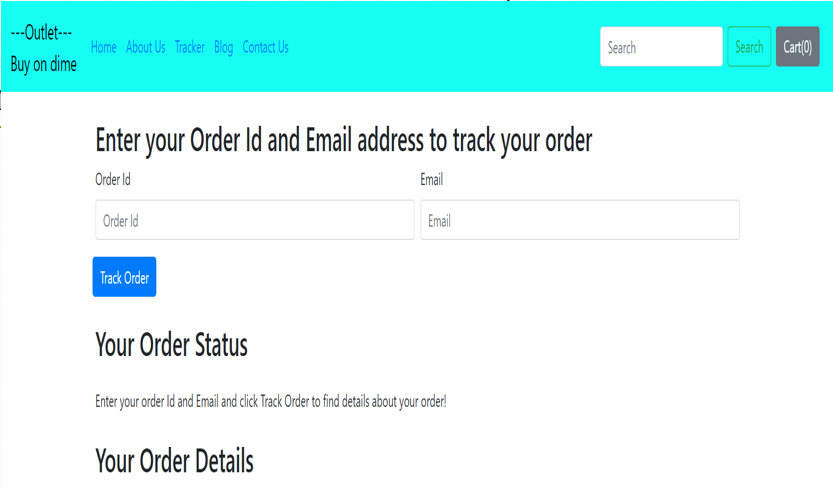 ---Outlet---
Buy on dime
Home About Us Tracker Blog Contact Us
Search Search Cart(0)
Enter your Order Id and Email address to track your order
Order Id Email
Order Id Email
Track Order
Your Order Status
Enter your order Id and Email and click Track Order to find details about your order!
Your Order Details